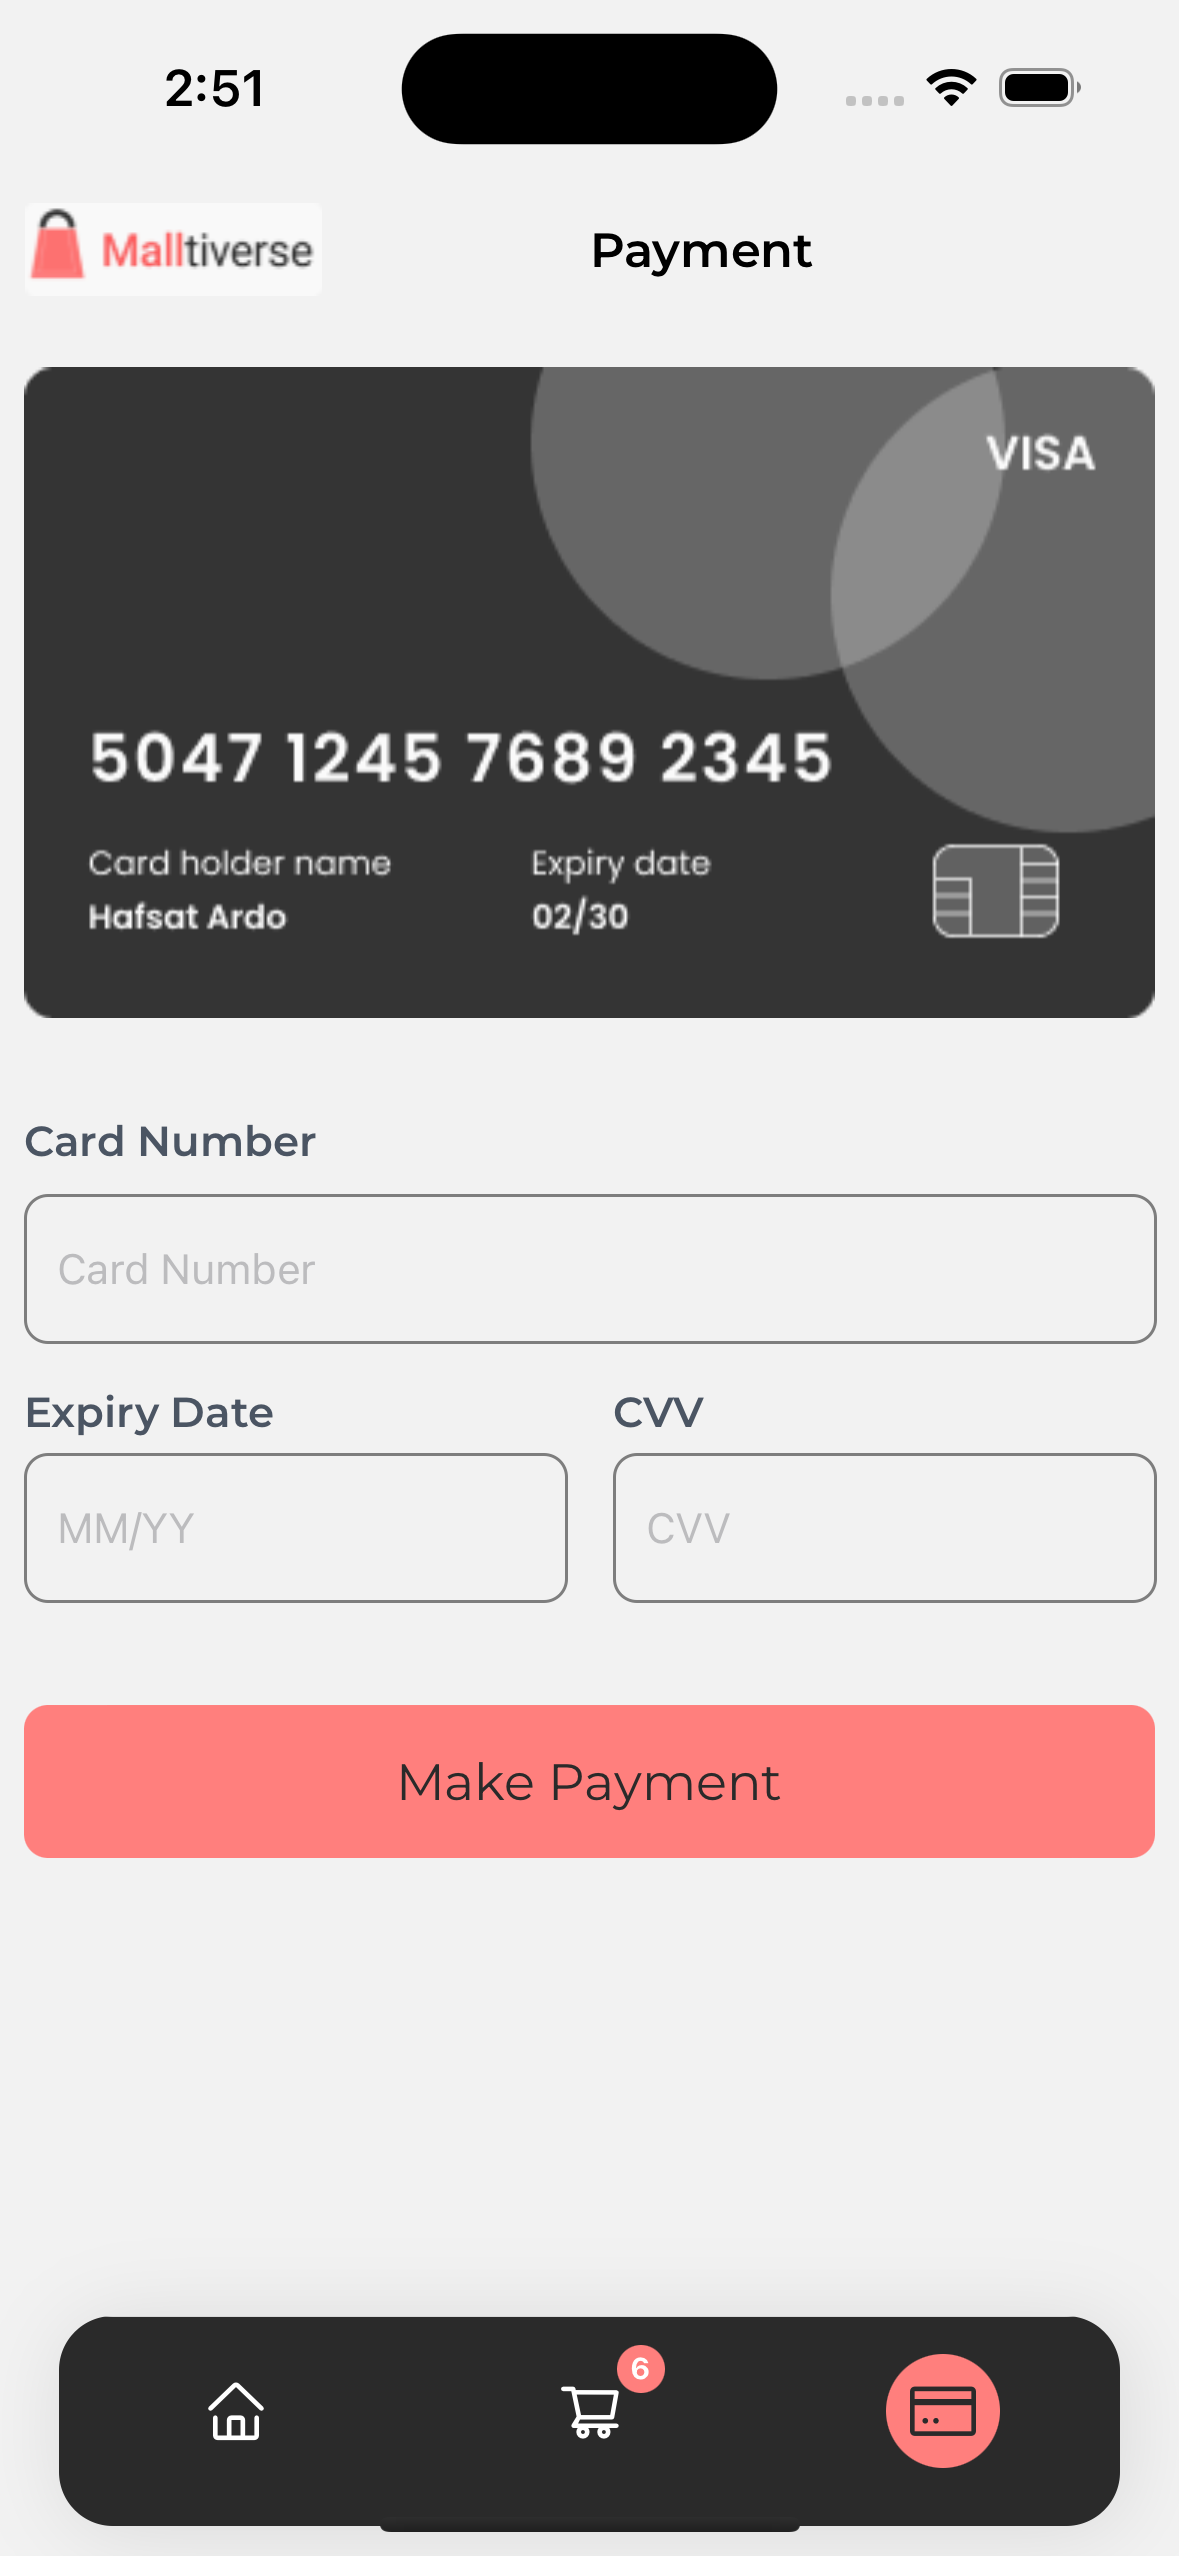 2:51
Malltiverse
Payment
VISA
5047 1245 7689 2345
Card holder name
Expiry date
Hafsat Ardo
02/30
Card Number
Card Number
Expiry Date
CVV
MM/YY
CVV
Make Payment
6